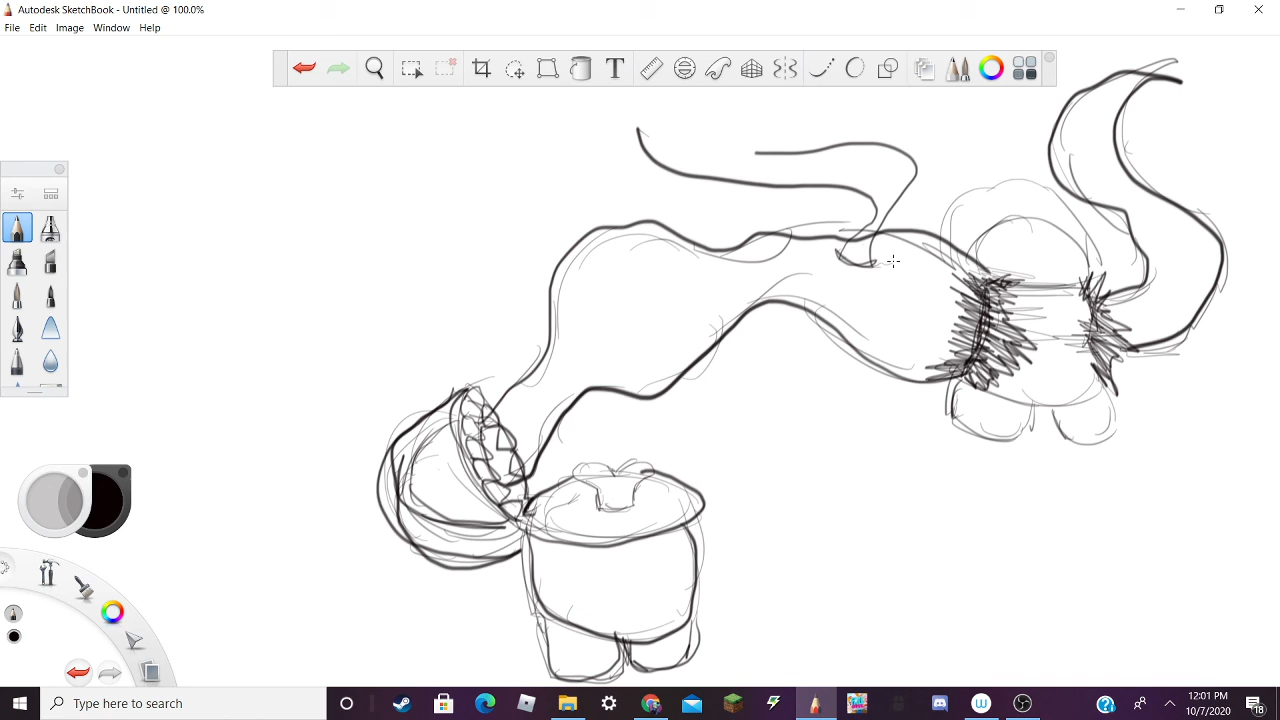 Autodesk SketchBook - Untitled @ 100.0%
File Edit Image Window Help
T
Type here to search
12:01 PM
10/7/2020
18